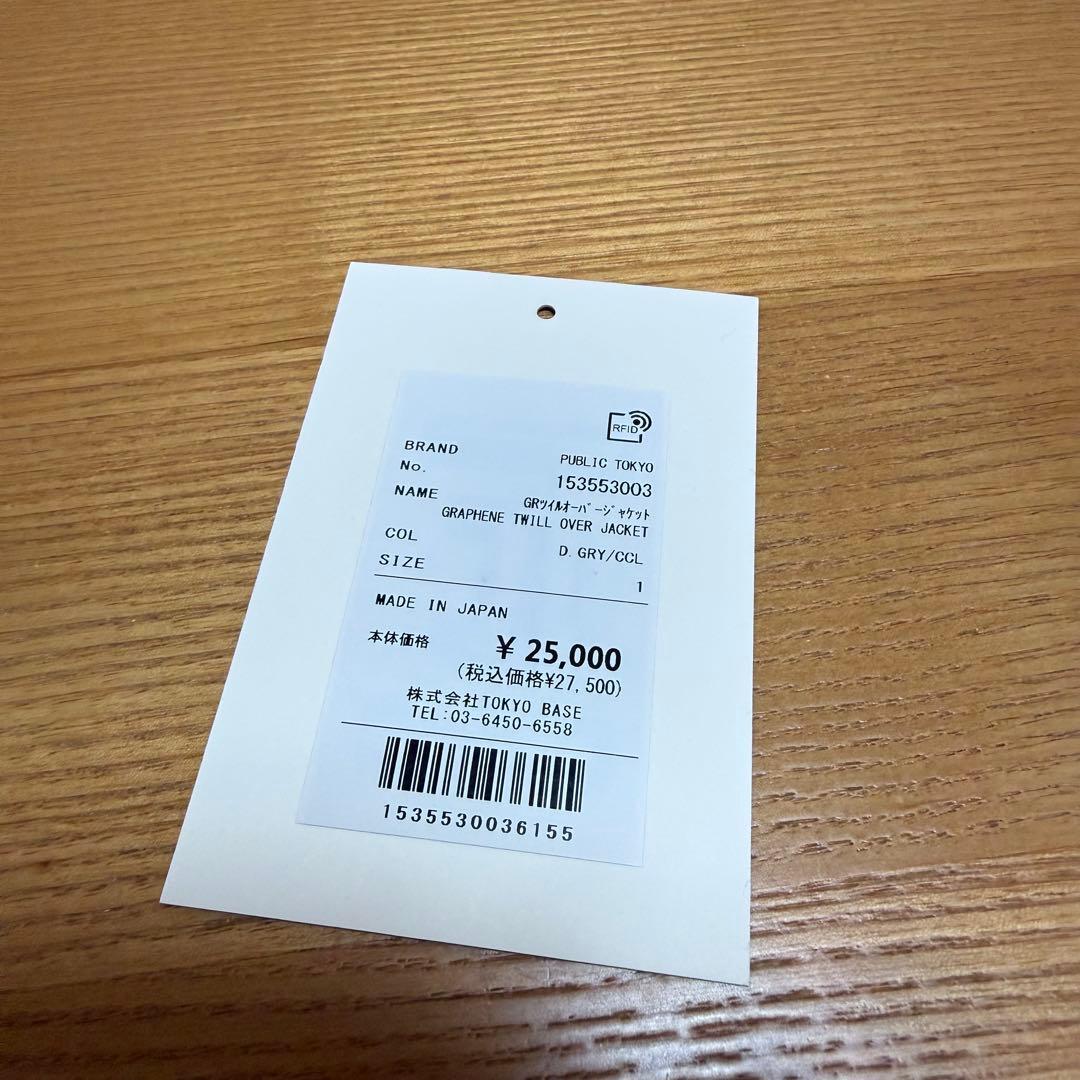 RFID
BRAND PUBLIC TOKYO
No. 153553003
NAME GRツイルオーバージャケット
GRAPHENE TWILL OVER JACKET
COL D.GRY/CCL
SIZE 1
MADE IN JAPAN
本体価格 ¥ 25,000
(税込価格¥27,500)
株式会社TOKYO BASE
TEL:03-6450-6558
1535530036155